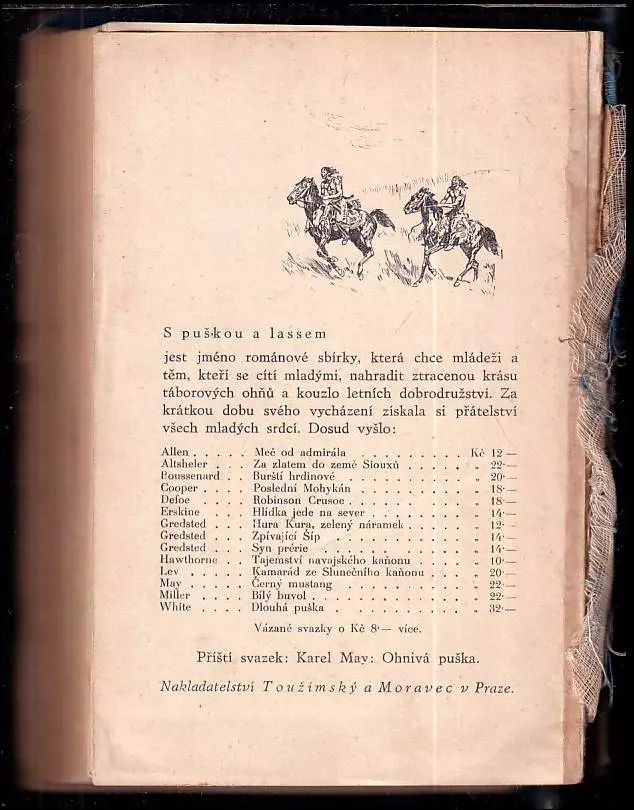 S puškou a lassem
jest jméno románové sbírky, která chce mládeži a
těm, kteří se cítí mladými, nahradit ztracenou krásu
táborových ohňů a kouzlo letních dobrodružství. Za
krátkou dobu svého vycházení získala si přátelství
všech mladých srdcí. Dosud vyšlo:
Allen . . . . . Meč od admirála . . . . . . . . Kč 12 —
Altsheler . . . Za zlatem do země Siouxů . . . . . „ 22·—
Boussenard . . Burští hrdinové . . . . . . . . . „ 20·—
Cooper . . . . Poslední Mohykán . . . . . . . . „ 18·—
Defoe . . . . Robinson Crusoe . . . . . . . . . „ 18 —
Erskine . . . Hlídka jede na sever . . . . . . . „ 14·—
Gredsted . . . Hura Kura, zelený náramek . . . . . „ 12·—
Gredsted . . . Zpívající Šíp . . . . . . . . . „ 14·—
Gredsted . . . Syn prérie . . . . . . . . . . „ 14·—
Hawthorne . . Tajemství navajského kaňonu . . . . „ 10·—
Lev . . . . . Kamarád ze Slunečního kaňonu . . . „ 20·—
May . . . . . Černý mustang . . . . . . . . . „ 22·—
Miller . . . . Bílý buvol . . . . . . . . . . . „ 22·—
White . . . . Dlouhá puška . . . . . . . . . „ 32·—
Vázané svazky o Kč 8·— více.
Příští svazek: Karel May: Ohnivá puška.
Nakladatelství Toužimský a Moravec v Praze.